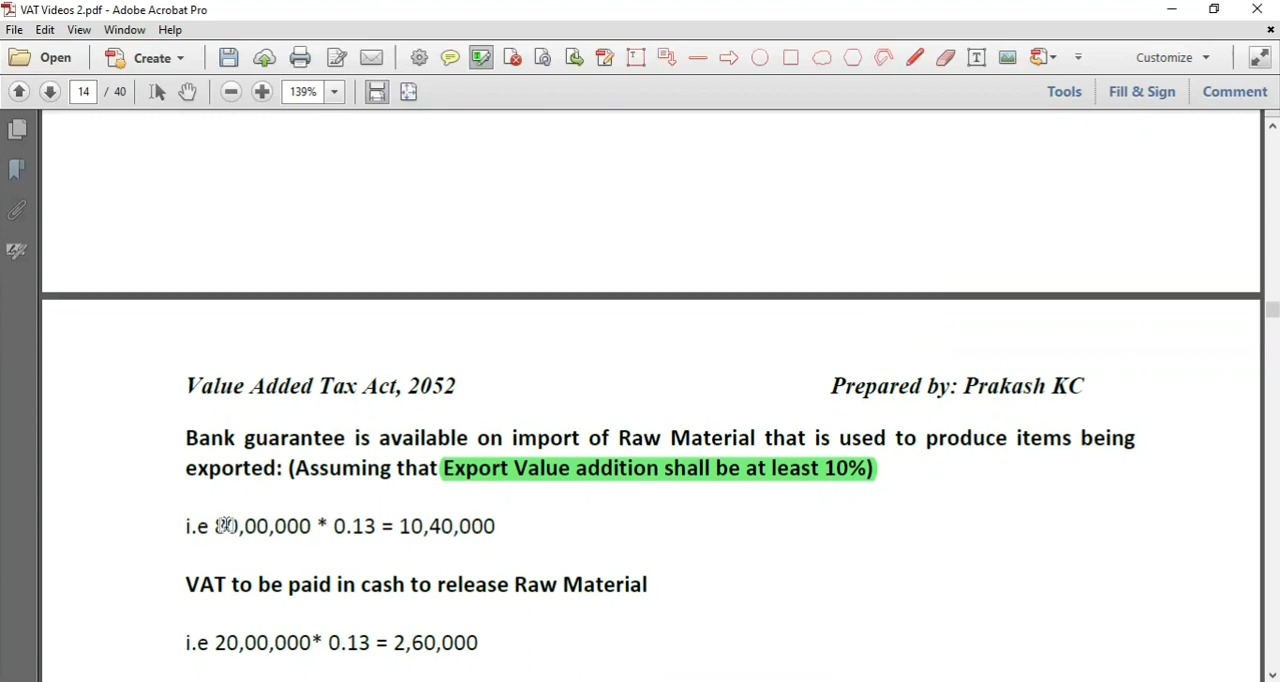 VAT Videos 2.pdf - Adobe Acrobat Pro
File Edit View Window Help
Open Create Customize
14 / 40 139% Tools Fill & Sign Comment
Value Added Tax Act, 2052 Prepared by: Prakash KC
Bank guarantee is available on import of Raw Material that is used to produce items being
exported: (Assuming that Export Value addition shall be at least 10%)
i.e 80,00,000 * 0.13 = 10,40,000
VAT to be paid in cash to release Raw Material
i.e 20,00,000* 0.13 = 2,60,000